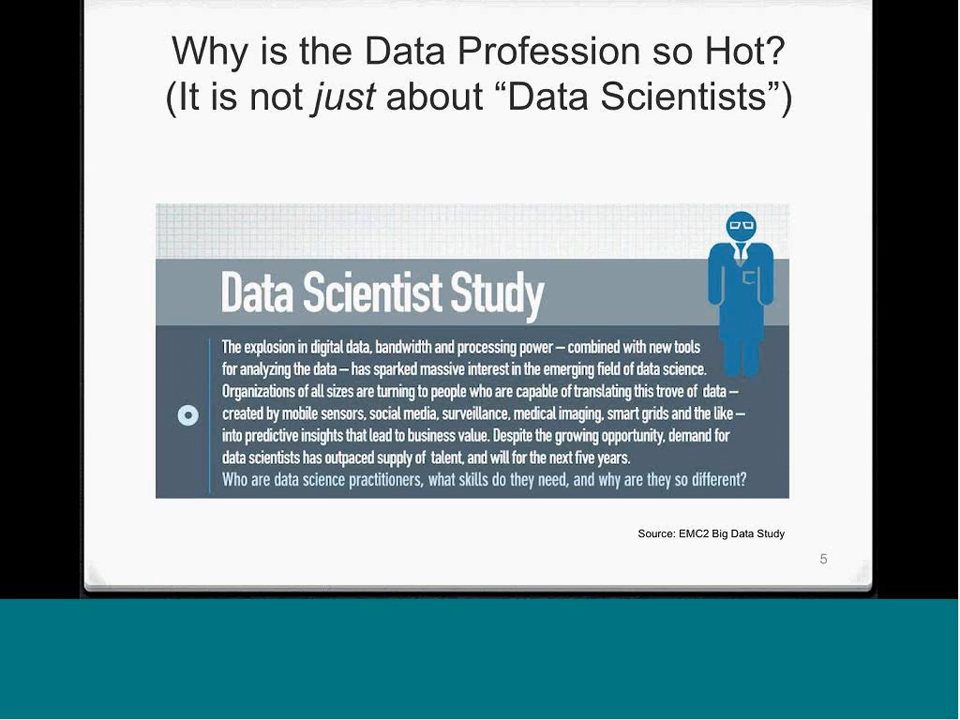 Why is the Data Profession so Hot?
(It is not just about “Data Scientists”)
Data Scientist Study
The explosion in digital data, bandwidth and processing power – combined with new tools
for analyzing the data – has sparked massive interest in the emerging field of data science.
Organizations of all sizes are turning to people who are capable of translating this trove of data –
created by mobile sensors, social media, surveillance, medical imaging, smart grids and the like –
into predictive insights that lead to business value. Despite the growing opportunity, demand for
data scientists has outpaced supply of talent, and will for the next five years.
Who are data science practitioners, what skills do they need, and why are they so different?
Source: EMC2 Big Data Study
5